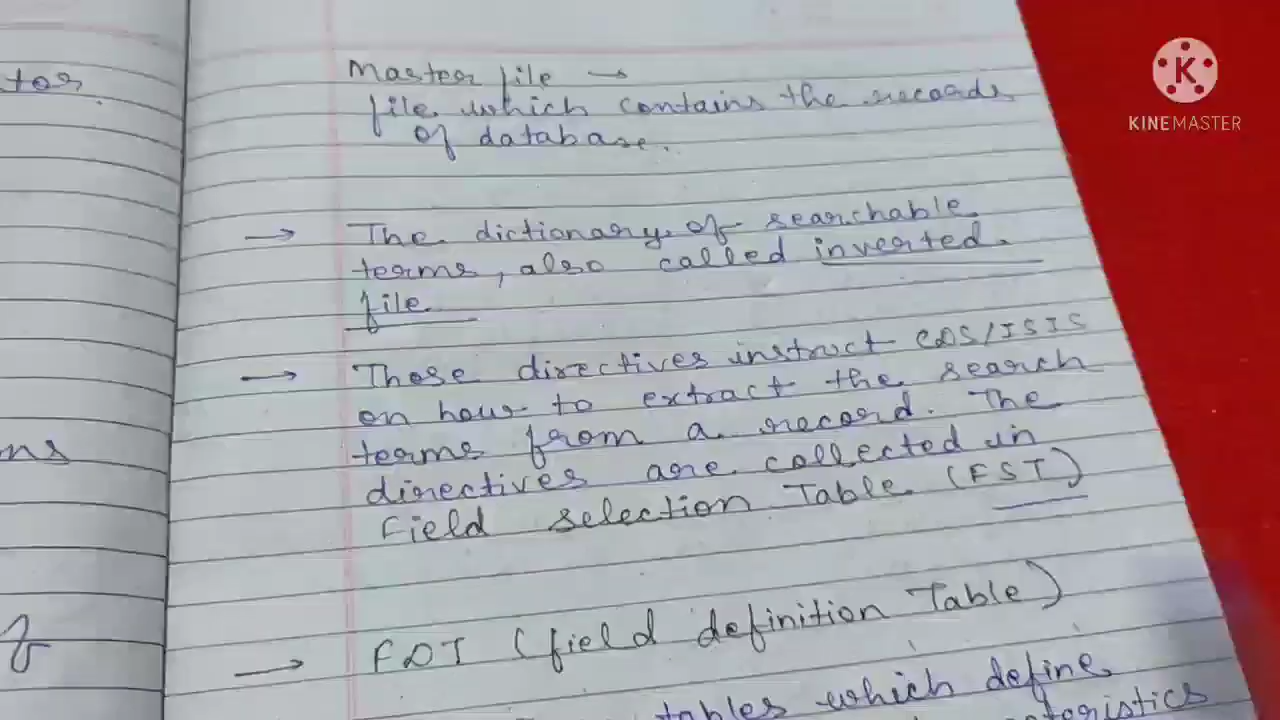 tor
Master file →
file which contains the records
of database.
→ The dictionary of searchable
terms, also called inverted
file
→ These directives instruct CDS/ISIS
on how to extract the search
terms from a record. The
directives are collected in
Field selection Table (FST)
→ FDT (field definition Table)
tables which define
KINEMASTER